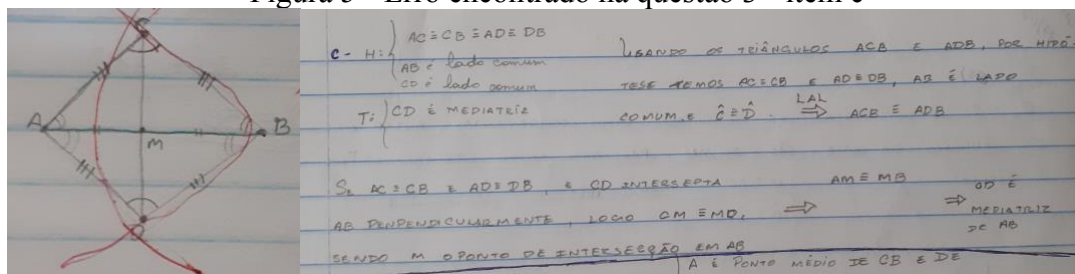 Figura 5 – Erro encontrado na questão 3 – item c
C
A
B
M
D
C - H: AC ≡ CB ≡ AD ≡ DB
AB é lado comum
CD é lado comum
T: CD É MEDIATRIZ
USANDO OS TRIÂNGULOS ACB E ADB, POR HIPÓ-
TESE TEMOS AC ≡ CB E AD ≡ DB, AB É LADO
COMUM, E Ĉ ≡ D̂. LAL ⇒ ACB ≡ ADB
SE AC ≡ CB E AD ≡ DB, E CD INTERSEPTA
AB PENPENDICULARMENTE, LOGO CM ≡ MD,
SENDO M O PONTO DE INTERSECÇÃO EM AB
⇒ AM ≡ MB ⇒ CD É
MEDIATRIZ
DE AB
A É PONTO MÉDIO DE CB E DE